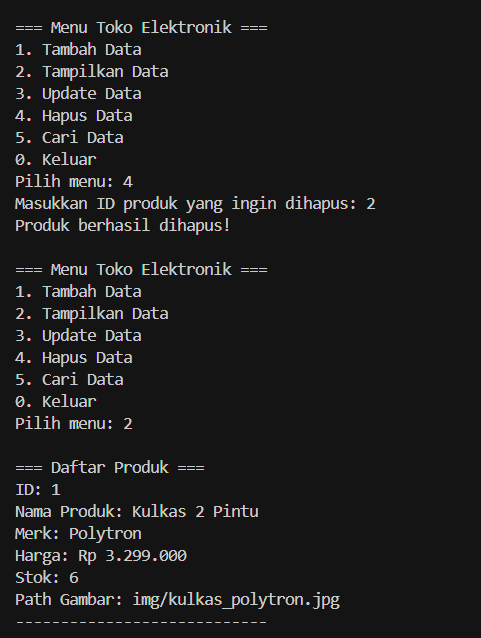 === Menu Toko Elektronik ===
1. Tambah Data
2. Tampilkan Data
3. Update Data
4. Hapus Data
5. Cari Data
0. Keluar
Pilih menu: 4
Masukkan ID produk yang ingin dihapus: 2
Produk berhasil dihapus!

=== Menu Toko Elektronik ===
1. Tambah Data
2. Tampilkan Data
3. Update Data
4. Hapus Data
5. Cari Data
0. Keluar
Pilih menu: 2

=== Daftar Produk ===
ID: 1
Nama Produk: Kulkas 2 Pintu
Merk: Polytron
Harga: Rp 3.299.000
Stok: 6
Path Gambar: img/kulkas_polytron.jpg
----------------------------